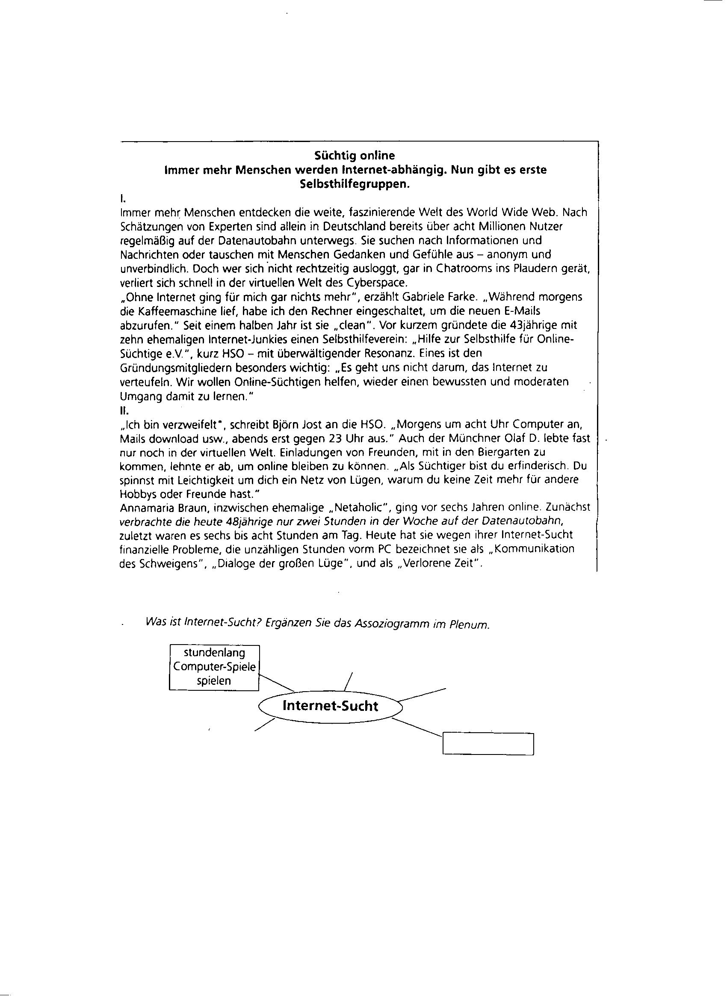 Süchtig online
Immer mehr Menschen werden Internet-abhängig. Nun gibt es erste
Selbsthilfegruppen.
I.
Immer mehr Menschen entdecken die weite, faszinierende Welt des World Wide Web. Nach
Schätzungen von Experten sind allein in Deutschland bereits über acht Millionen Nutzer
regelmäßig auf der Datenautobahn unterwegs. Sie suchen nach Informationen und
Nachrichten oder tauschen mit Menschen Gedanken und Gefühle aus – anonym und
unverbindlich. Doch wer sich nicht rechtzeitig ausloggt, gar in Chatrooms ins Plaudern gerät,
verliert sich schnell in der virtuellen Welt des Cyberspace.
„Ohne Internet ging für mich gar nichts mehr", erzählt Gabriele Farke. „Während morgens
die Kaffeemaschine lief, habe ich den Rechner eingeschaltet, um die neuen E-Mails
abzurufen." Seit einem halben Jahr ist sie „clean". Vor kurzem gründete die 43jährige mit
zehn ehemaligen Internet-Junkies einen Selbsthilfeverein: „Hilfe zur Selbsthilfe für Online-
Süchtige e.V.", kurz HSO – mit überwältigender Resonanz. Eines ist den
Gründungsmitgliedern besonders wichtig: „Es geht uns nicht darum, das Internet zu
verteufeln. Wir wollen Online-Süchtigen helfen, wieder einen bewussten und moderaten
Umgang damit zu lernen."
II.
„Ich bin verzweifelt", schreibt Björn Jost an die HSO. „Morgens um acht Uhr Computer an,
Mails download usw., abends erst gegen 23 Uhr aus." Auch der Münchner Olaf D. lebte fast
nur noch in der virtuellen Welt. Einladungen von Freunden, mit in den Biergarten zu
kommen, lehnte er ab, um online bleiben zu können. „Als Süchtiger bist du erfinderisch. Du
spinnst mit Leichtigkeit um dich ein Netz von Lügen, warum du keine Zeit mehr für andere
Hobbys oder Freunde hast."
Annamaria Braun, inzwischen ehemalige „Netaholic", ging vor sechs Jahren online. Zunächst
verbrachte die heute 48jährige nur zwei Stunden in der Woche auf der Datenautobahn,
zuletzt waren es sechs bis acht Stunden am Tag. Heute hat sie wegen ihrer Internet-Sucht
finanzielle Probleme, die unzähligen Stunden vorm PC bezeichnet sie als „Kommunikation
des Schweigens", „Dialoge der großen Lüge", und als „Verlorene Zeit".
Was ist Internet-Sucht? Ergänzen Sie das Assoziogramm im Plenum.
stundenlang
Computer-Spiele
spielen
Internet-Sucht